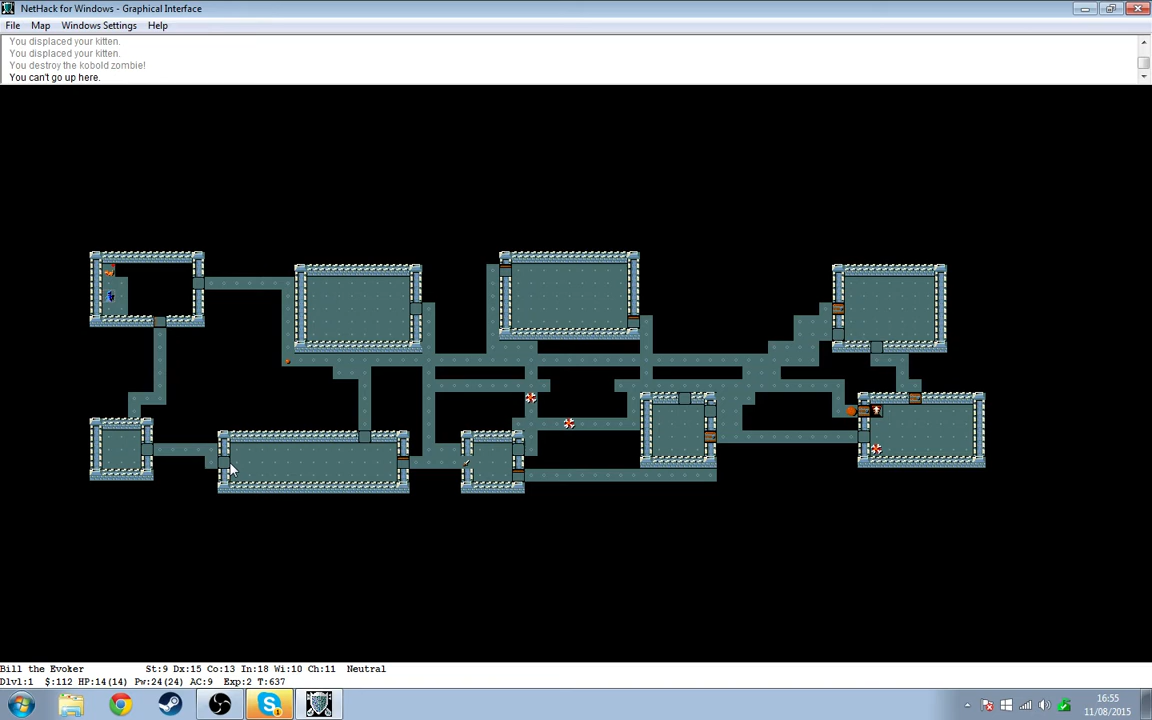 NetHack for Windows - Graphical Interface
File Map Windows Settings Help
You displaced your kitten.
You displaced your kitten.
You destroy the kobold zombie!
You can't go up here.
Bill the Evoker St:9 Dx:15 Co:13 In:18 Wi:10 Ch:11 Neutral
Dlvl:1 $:112 HP:14(14) Pw:24(24) AC:9 Exp:2 T:637
16:55
11/08/2015